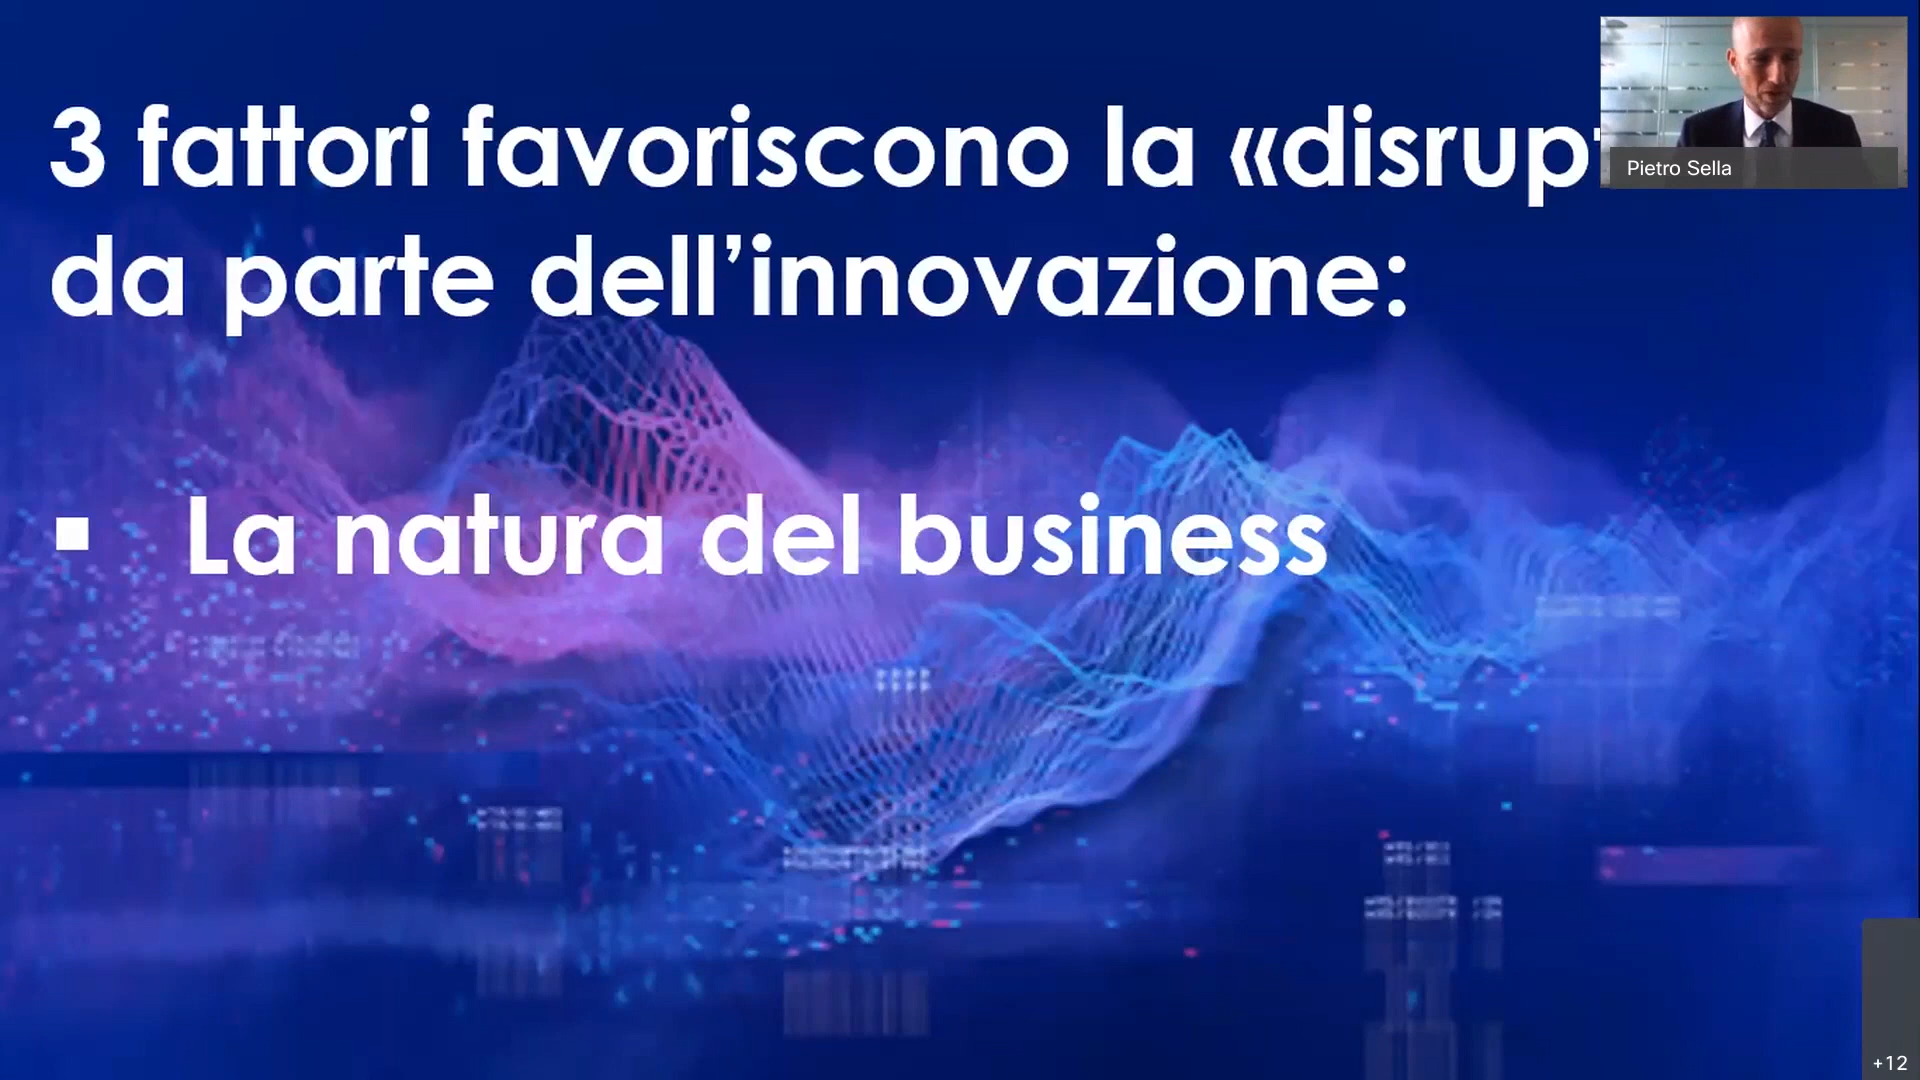 3 fattori favoriscono la «disrup
Pietro Sella
da parte dell’innovazione:
▪ La natura del business
+12